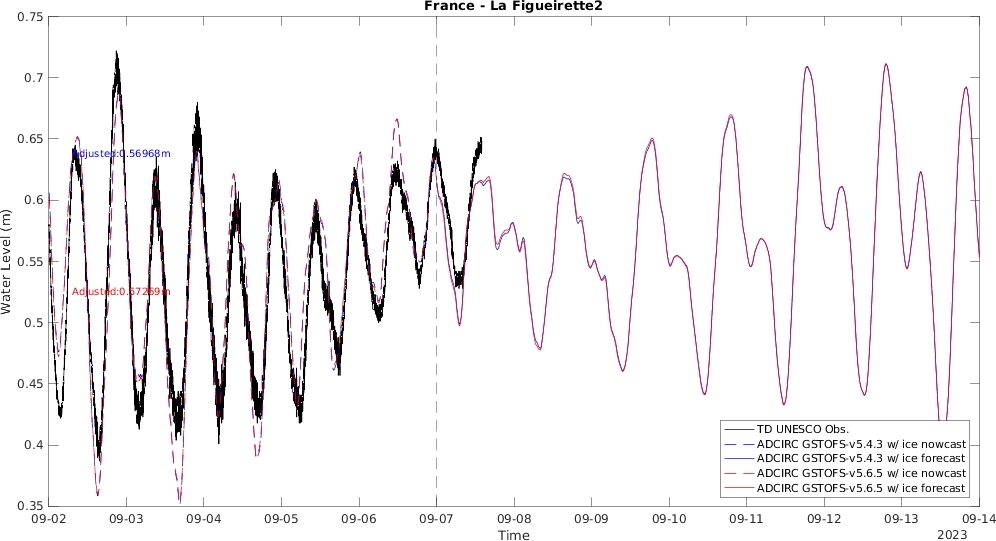 France - La Figueirette2
0.75
0.7
0.65
0.6
0.55
0.5
0.45
0.4
0.35
Water Level (m)
Adjusted:0.56968m
Adjusted:0.57269m
TD UNESCO Obs.
ADCIRC GSTOFS-v5.4.3 w/ ice nowcast
ADCIRC GSTOFS-v5.4.3 w/ ice forecast
ADCIRC GSTOFS-v5.6.5 w/ ice nowcast
ADCIRC GSTOFS-v5.6.5 w/ ice forecast
09-02 09-03 09-04 09-05 09-06 09-07 09-08 09-09 09-10 09-11 09-12 09-13 09-14
Time
2023